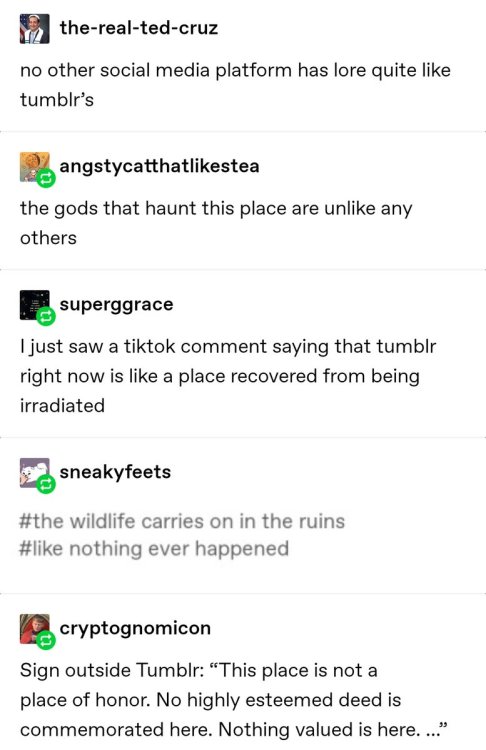 the-real-ted-cruz
no other social media platform has lore quite like
tumblr’s
angstycatthatlikestea
the gods that haunt this place are unlike any
others
superggrace
I just saw a tiktok comment saying that tumblr
right now is like a place recovered from being
irradiated
sneakyfeets
#the wildlife carries on in the ruins
#like nothing ever happened
cryptognomicon
Sign outside Tumblr: “This place is not a
place of honor. No highly esteemed deed is
commemorated here. Nothing valued is here. ...”